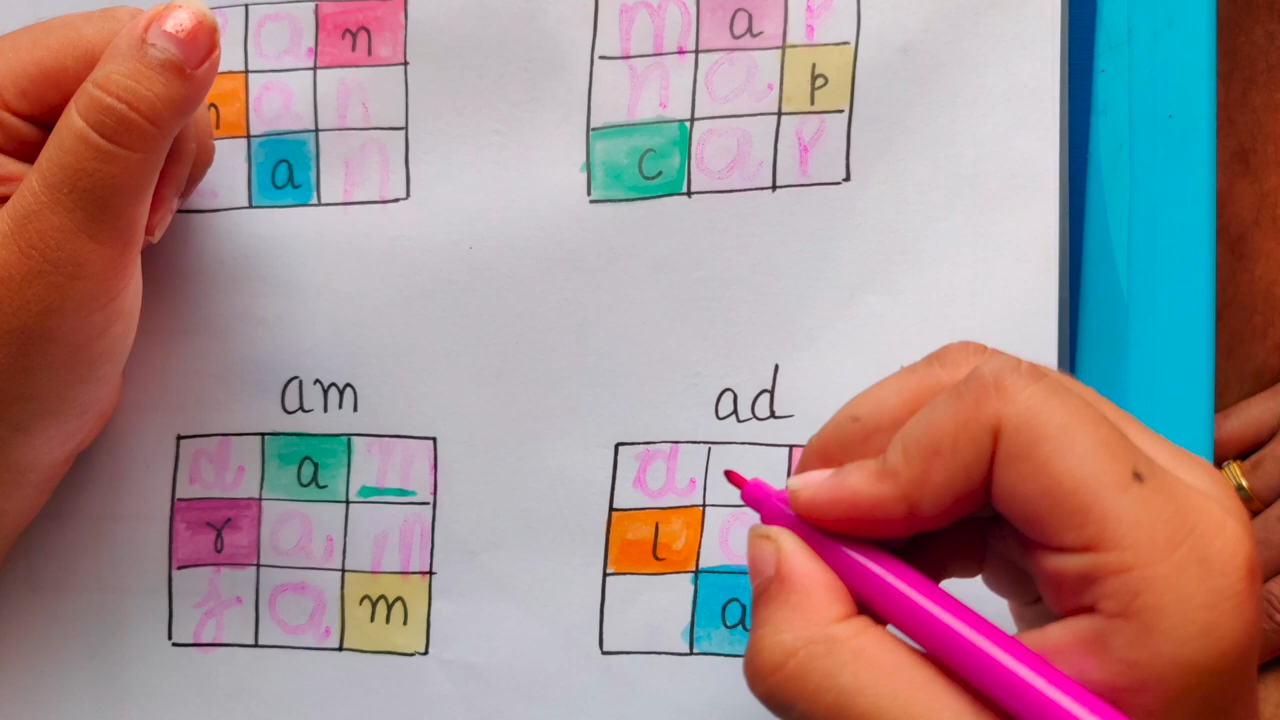 a n
m a p
n a n
n a p
a n
c a p
am
ad
d a m
d
r a m
l
j a m
a